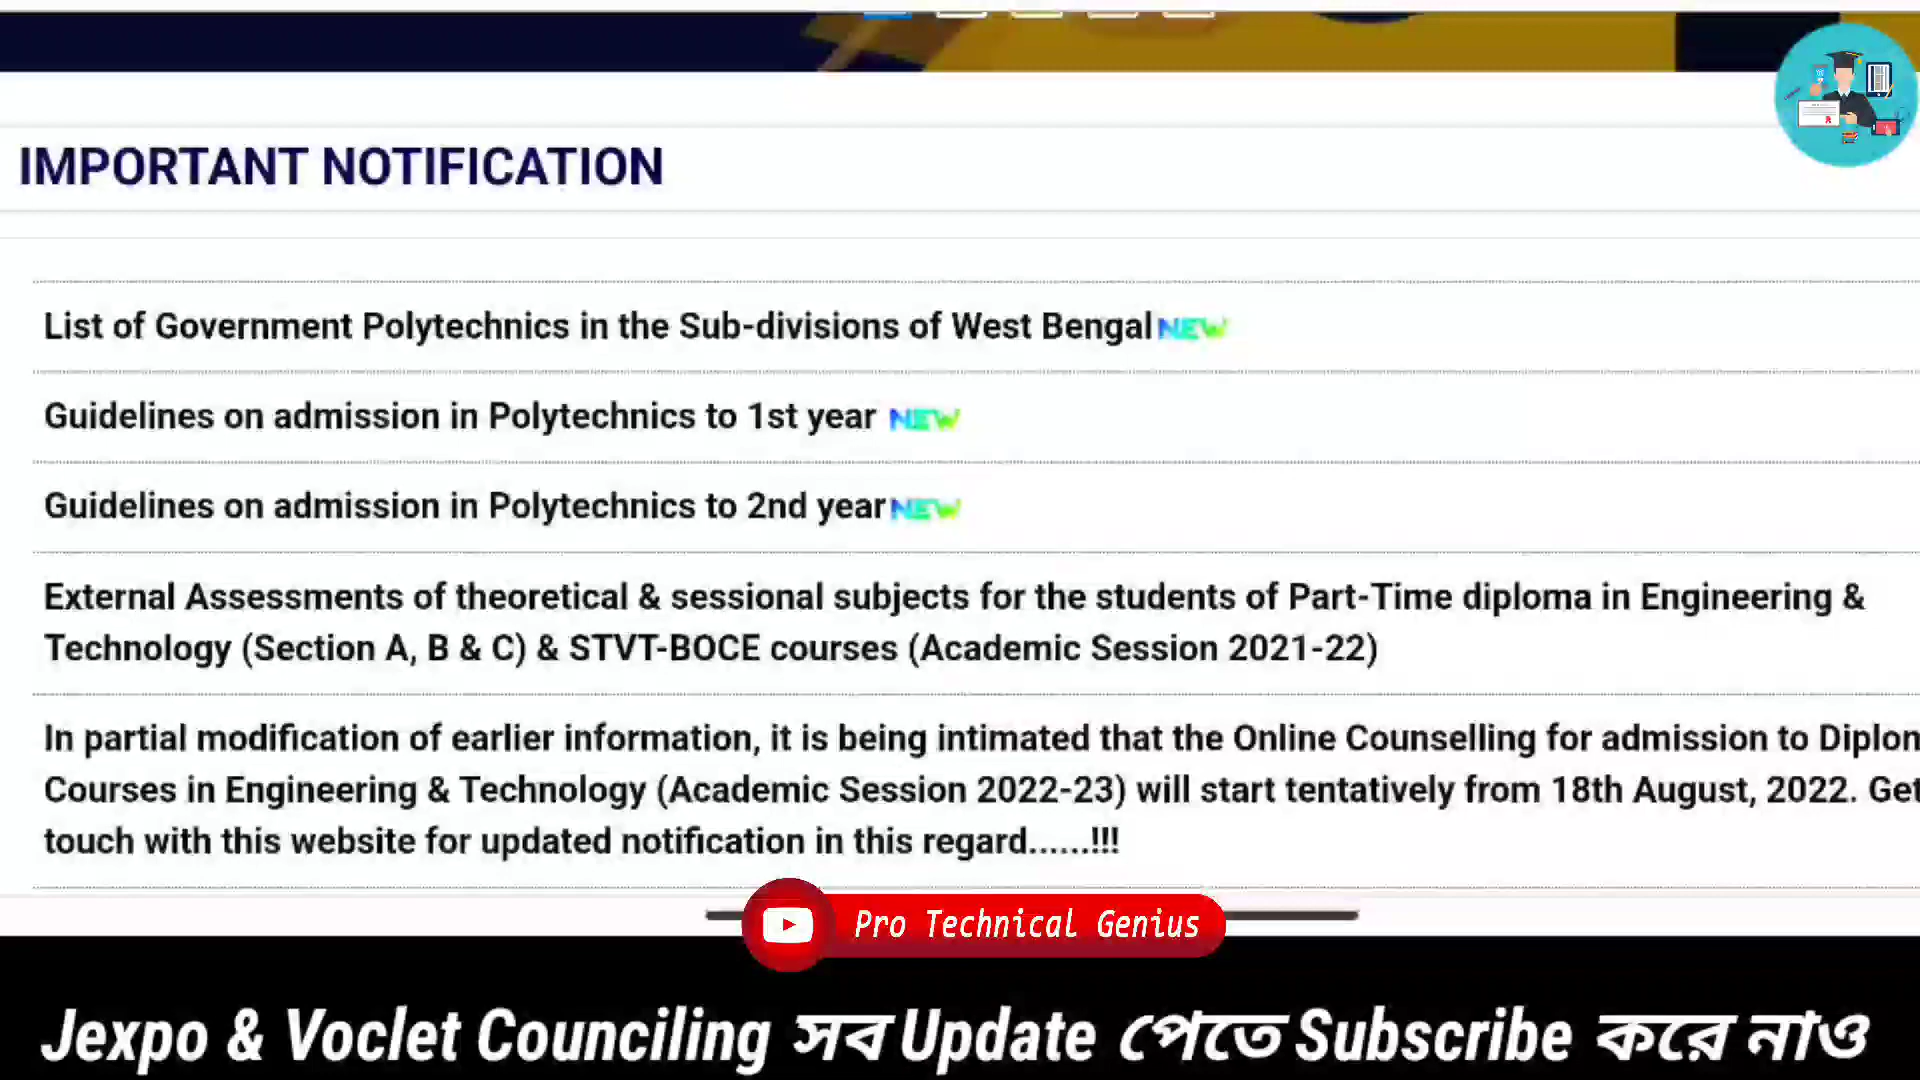 IMPORTANT NOTIFICATION
List of Government Polytechnics in the Sub-divisions of West Bengal NEW
Guidelines on admission in Polytechnics to 1st year NEW
Guidelines on admission in Polytechnics to 2nd year NEW
External Assessments of theoretical & sessional subjects for the students of Part-Time diploma in Engineering &
Technology (Section A, B & C) & STVT-BOCE courses (Academic Session 2021-22)
In partial modification of earlier information, it is being intimated that the Online Counselling for admission to
Courses in Engineering & Technology (Academic Session 2022-23) will start tentatively from 18th August, 2022. Get
touch with this website for updated notification in this regard......!!!
Pro Technical Genius
Jexpo & Voclet Counciling সব Update পেতে Subscribe করে নাও